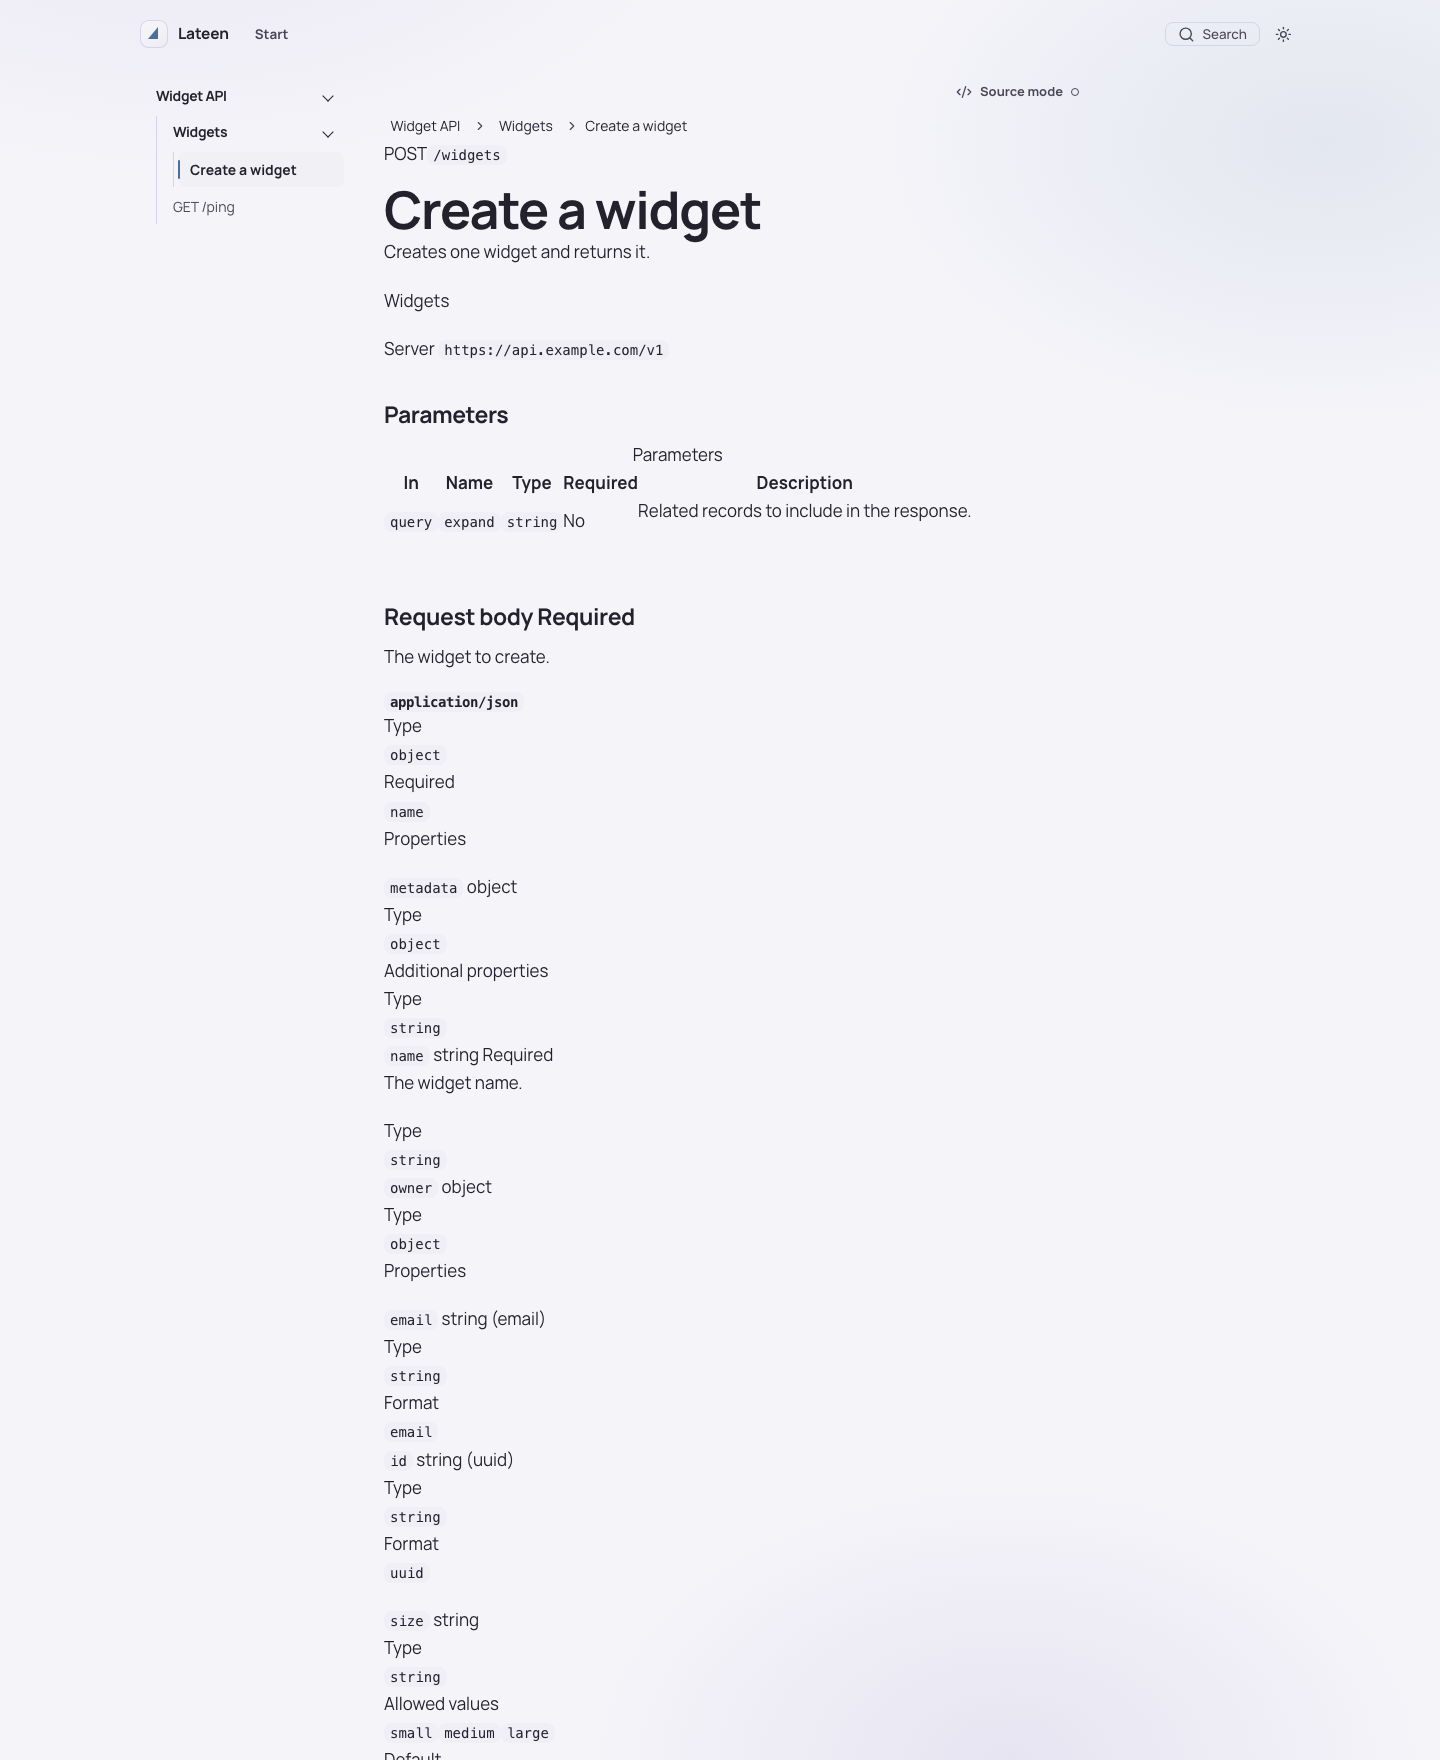 Lateen Start Search
Widget API
Widgets
Create a widget
GET /ping
Source mode
Widget API > Widgets > Create a widget
POST /widgets
Create a widget
Creates one widget and returns it.
Widgets
Server https://api.example.com/v1
Parameters
Parameters
In Name Type Required Description
query expand string No Related records to include in the response.
Request body Required
The widget to create.
application/json
Type
object
Required
name
Properties
metadata object
Type
object
Additional properties
Type
string
name string Required
The widget name.
Type
string
owner object
Type
object
Properties
email string (email)
Type
string
Format
email
id string (uuid)
Type
string
Format
uuid
size string
Type
string
Allowed values
small medium large
Default